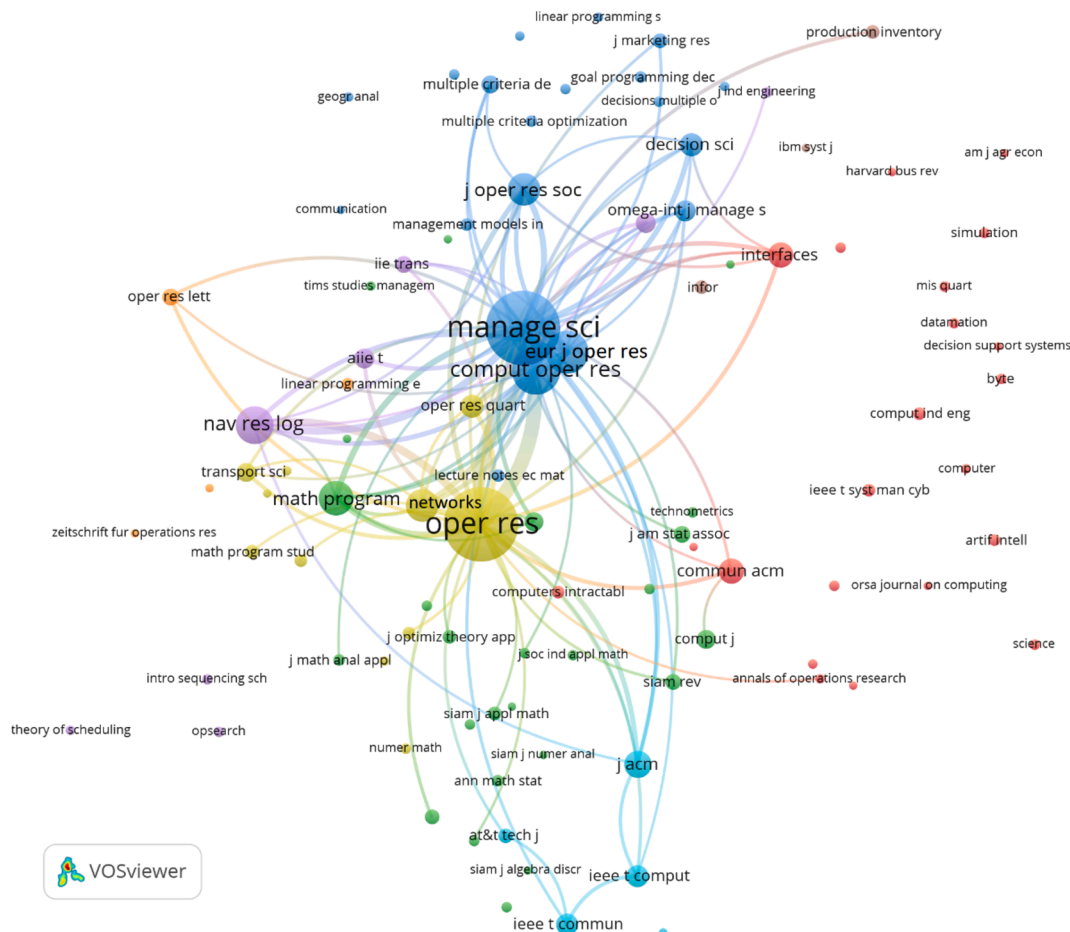 linear programming s
production inventory
j marketing res
goal programming dec
multiple criteria de
j ind engineering
geogr anal
decisions multiple o
multiple criteria optimization
decision sci
ibm syst j
am j agr econ
harvard bus rev
j oper res soc
communication
omega-int j manage s
management models in
simulation
interfaces
iie trans
tims studies managem
infor
mis quart
oper res lett
datamation
manage sci
decision support systems
eur j oper res
aiie t
comput oper res
byte
linear programming e
oper res quart
comput ind eng
nav res log
transport sci
lecture notes ec mat
computer
ieee t syst man cyb
math program
networks
technometrics
oper res
zeitschrift fur operations res
j am stat assoc
artif intell
math program stud
commun acm
orsa journal on computing
computers intractabl
j optimiz theory app
comput j
science
j math anal appl
j soc ind appl math
intro sequencing sch
siam rev
annals of operations research
siam j appl math
theory of scheduling
opsearch
numer math
siam j numer anal
j acm
ann math stat
at&t tech j
VOSviewer
siam j algebra discr
ieee t comput
ieee t commun